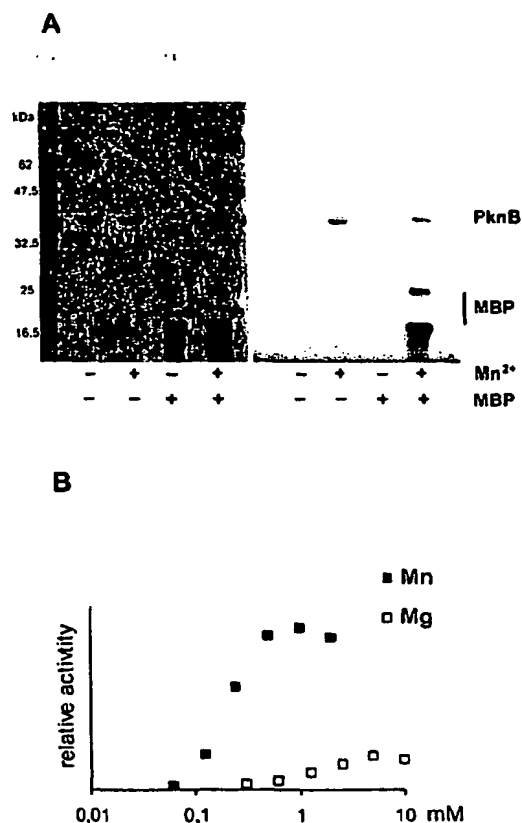 A
kDa
62
47.5
PknB
32.5
25
MBP
16.5
− + − + − + − + Mn²⁺
− − + + − − + + MBP
B
Mn
Mg
relative activtity
0,01 0,1 1 10 mM